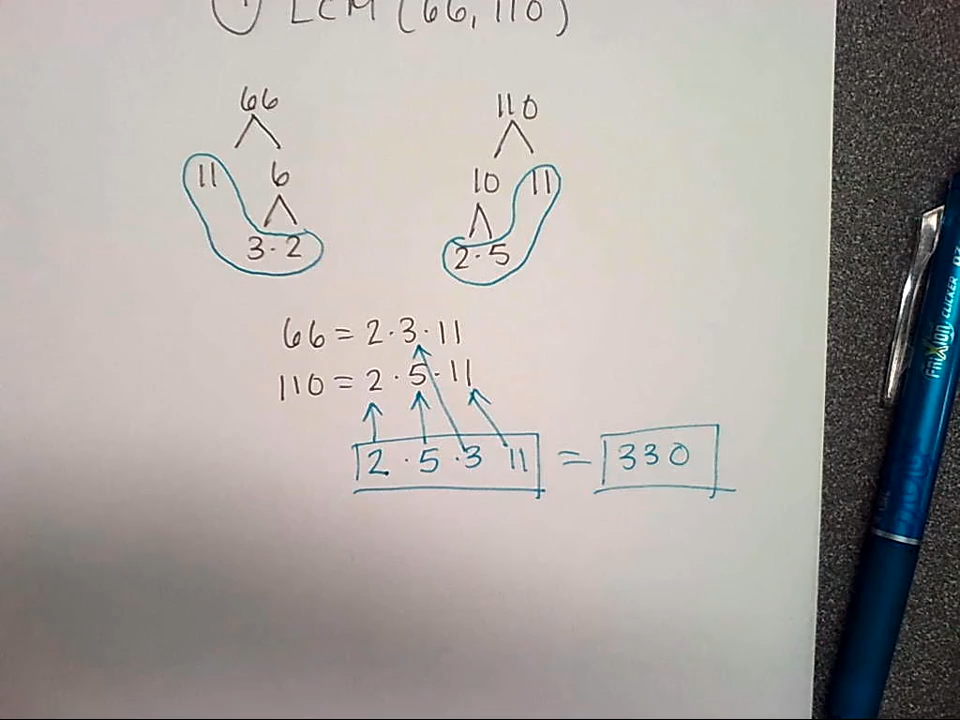 LCM (66, 110)
66 110
11 6 10 11
3·2 2·5
66 = 2·3·11
110 = 2·5·11
2·5·3 11 = 330
FriXion CLICKER 07